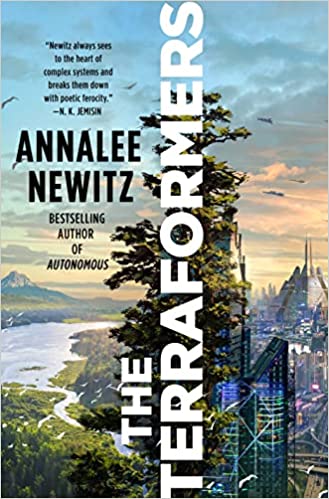 "Newitz always sees
to the heart of
complex systems and
breaks them down
with poetic ferocity."
—N. K. JEMISIN
ANNALEE
NEWITZ
BESTSELLING
AUTHOR
OF
AUTONOMOUS
THE
TERRAFORMERS